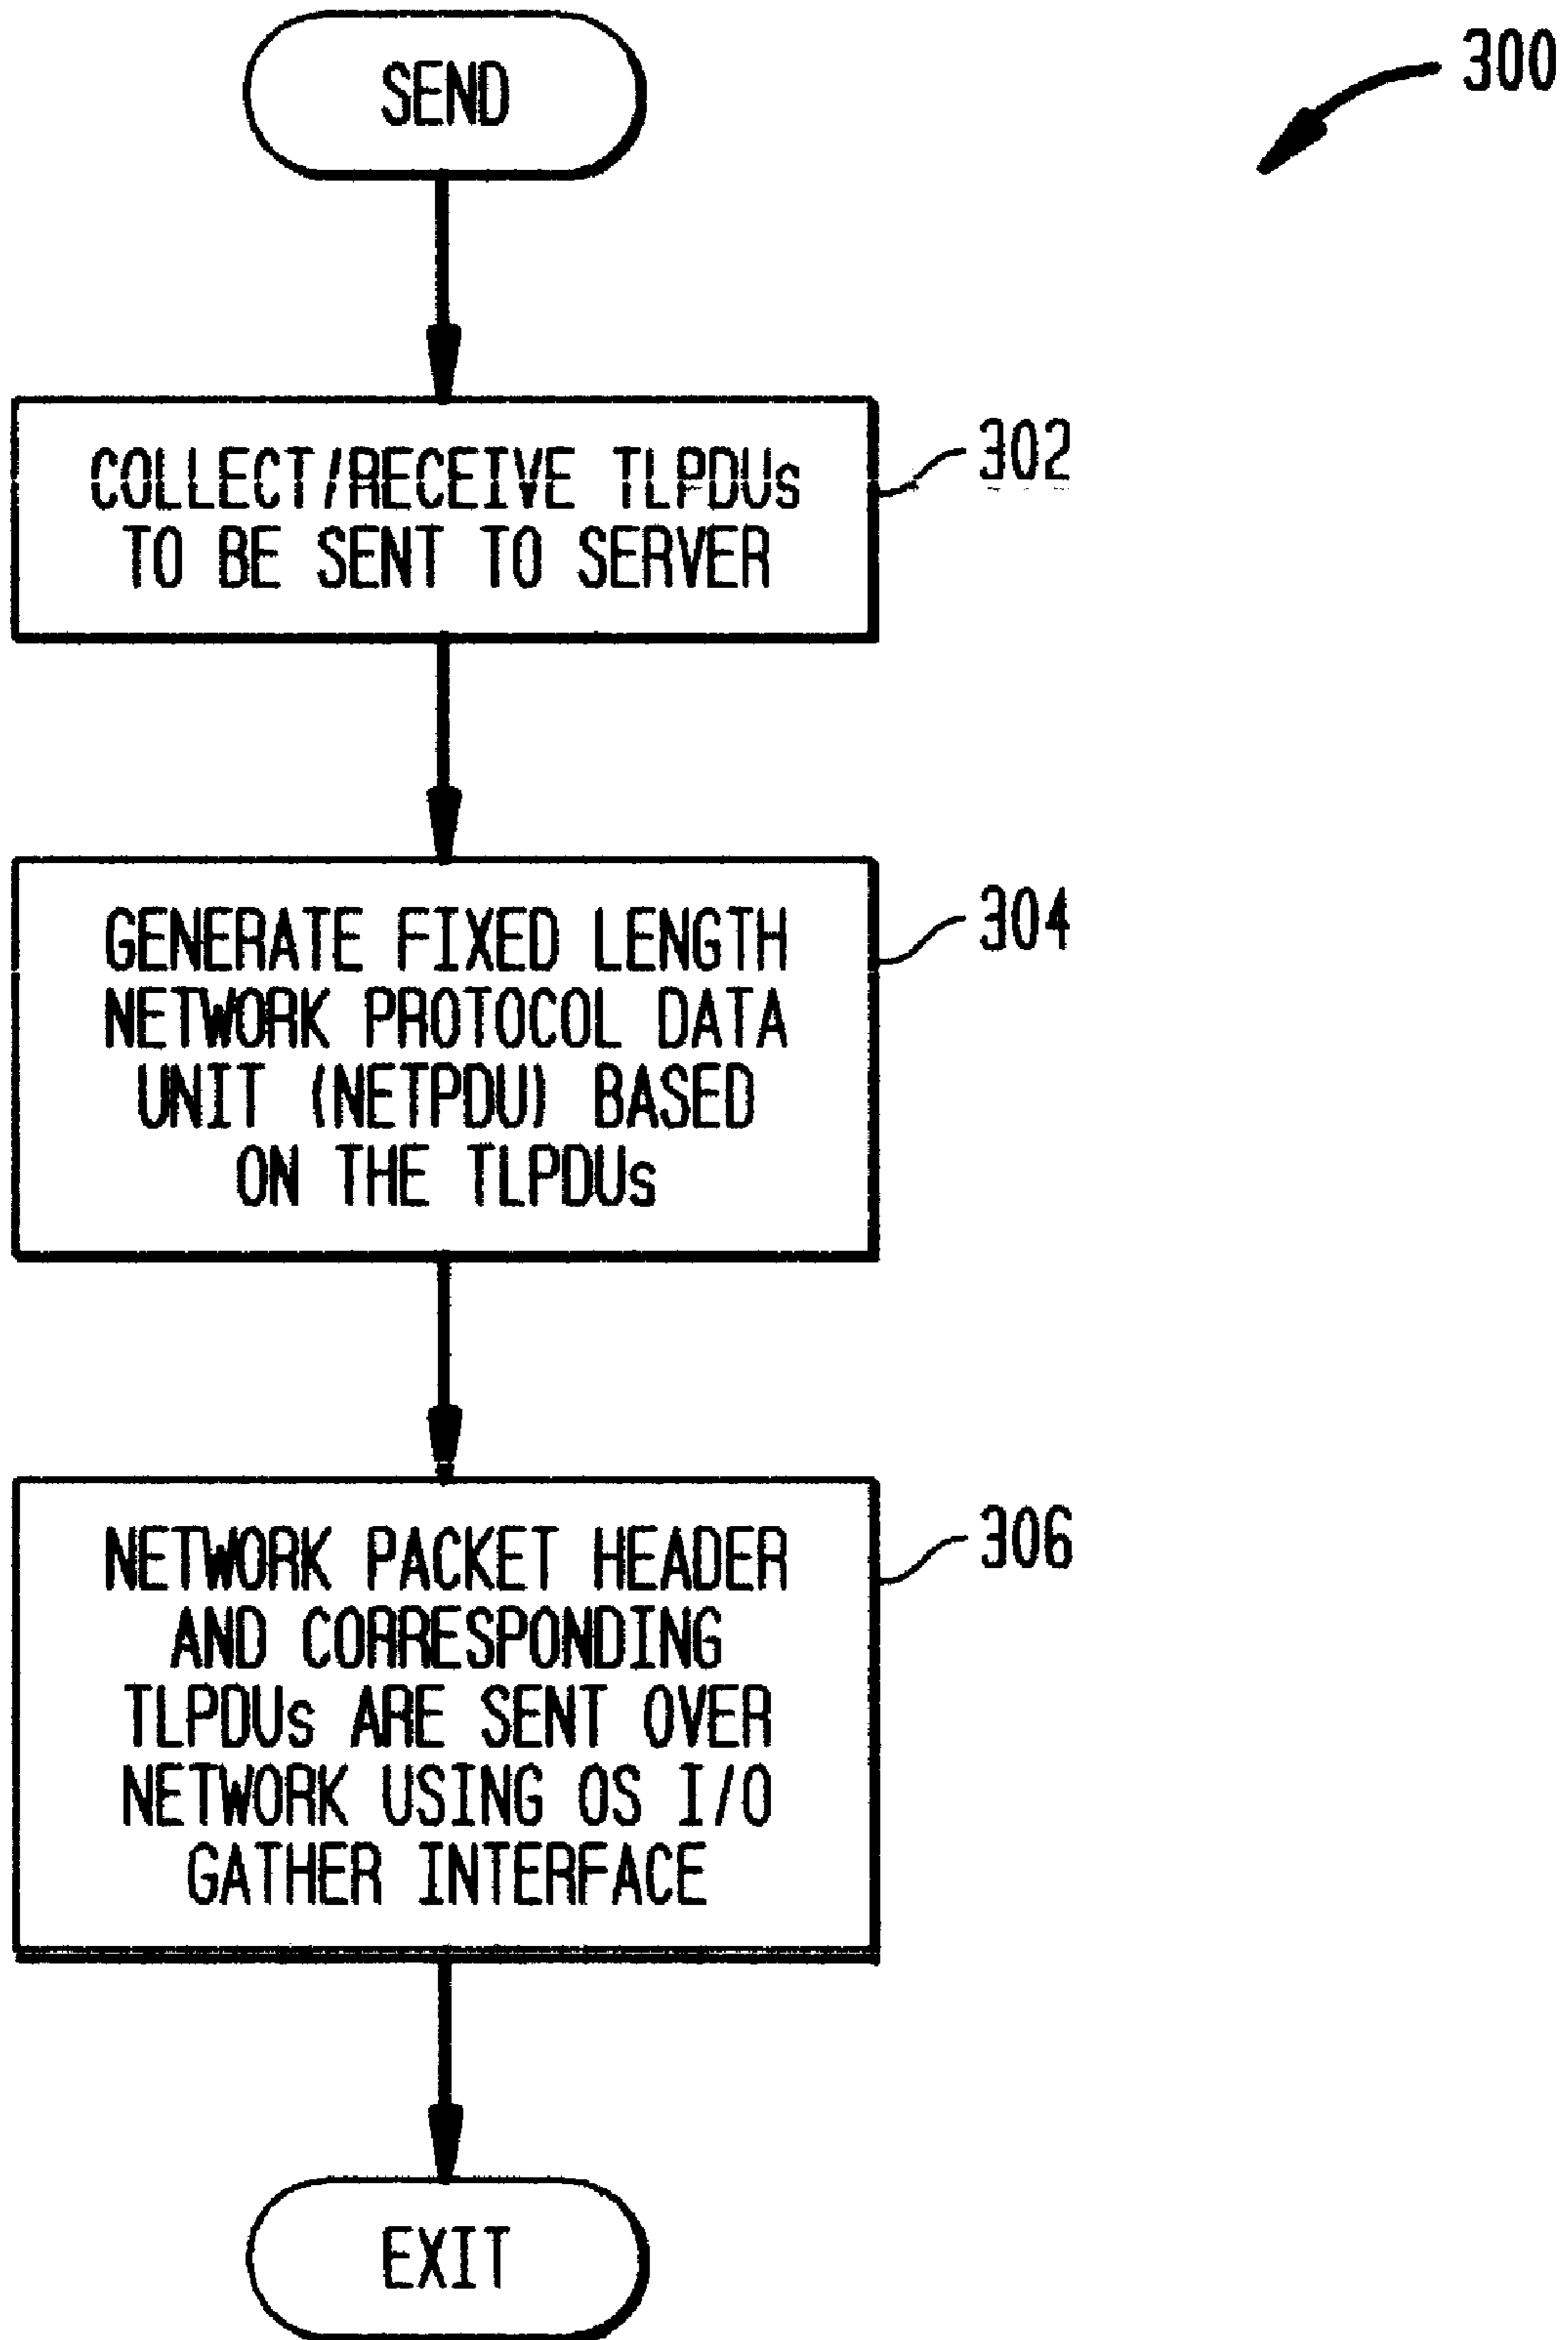 SEND
300
COLLECT/RECEIVE TLPDUs
TO BE SENT TO SERVER
302
GENERATE FIXED LENGTH
NETWORK PROTOCOL DATA
UNIT (NETPDU) BASED
ON THE TLPDUs
304
NETWORK PACKET HEADER
AND CORRESPONDING
TLPDUs ARE SENT OVER
NETWORK USING OS I/O
GATHER INTERFACE
306
EXIT